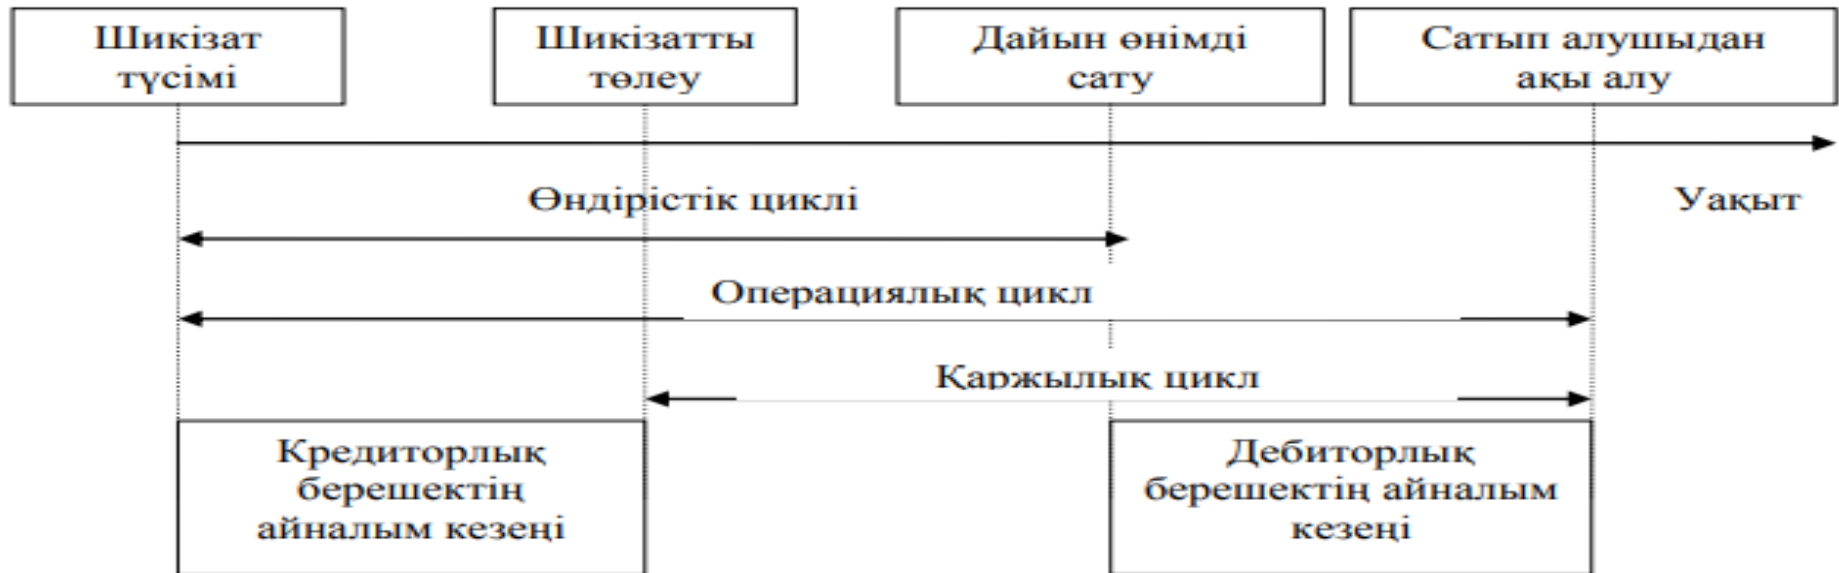 Шикізат
түсімі
Шикізатты
төлеу
Дайын өнімді
сату
Сатып алушыдан
ақы алу
Өндірістік циклі
Уақыт
Операциялық цикл
Қаржылық цикл
Кредиторлық
берешектің
айналым кезеңі
Дебиторлық
берешектің айналым
кезеңі